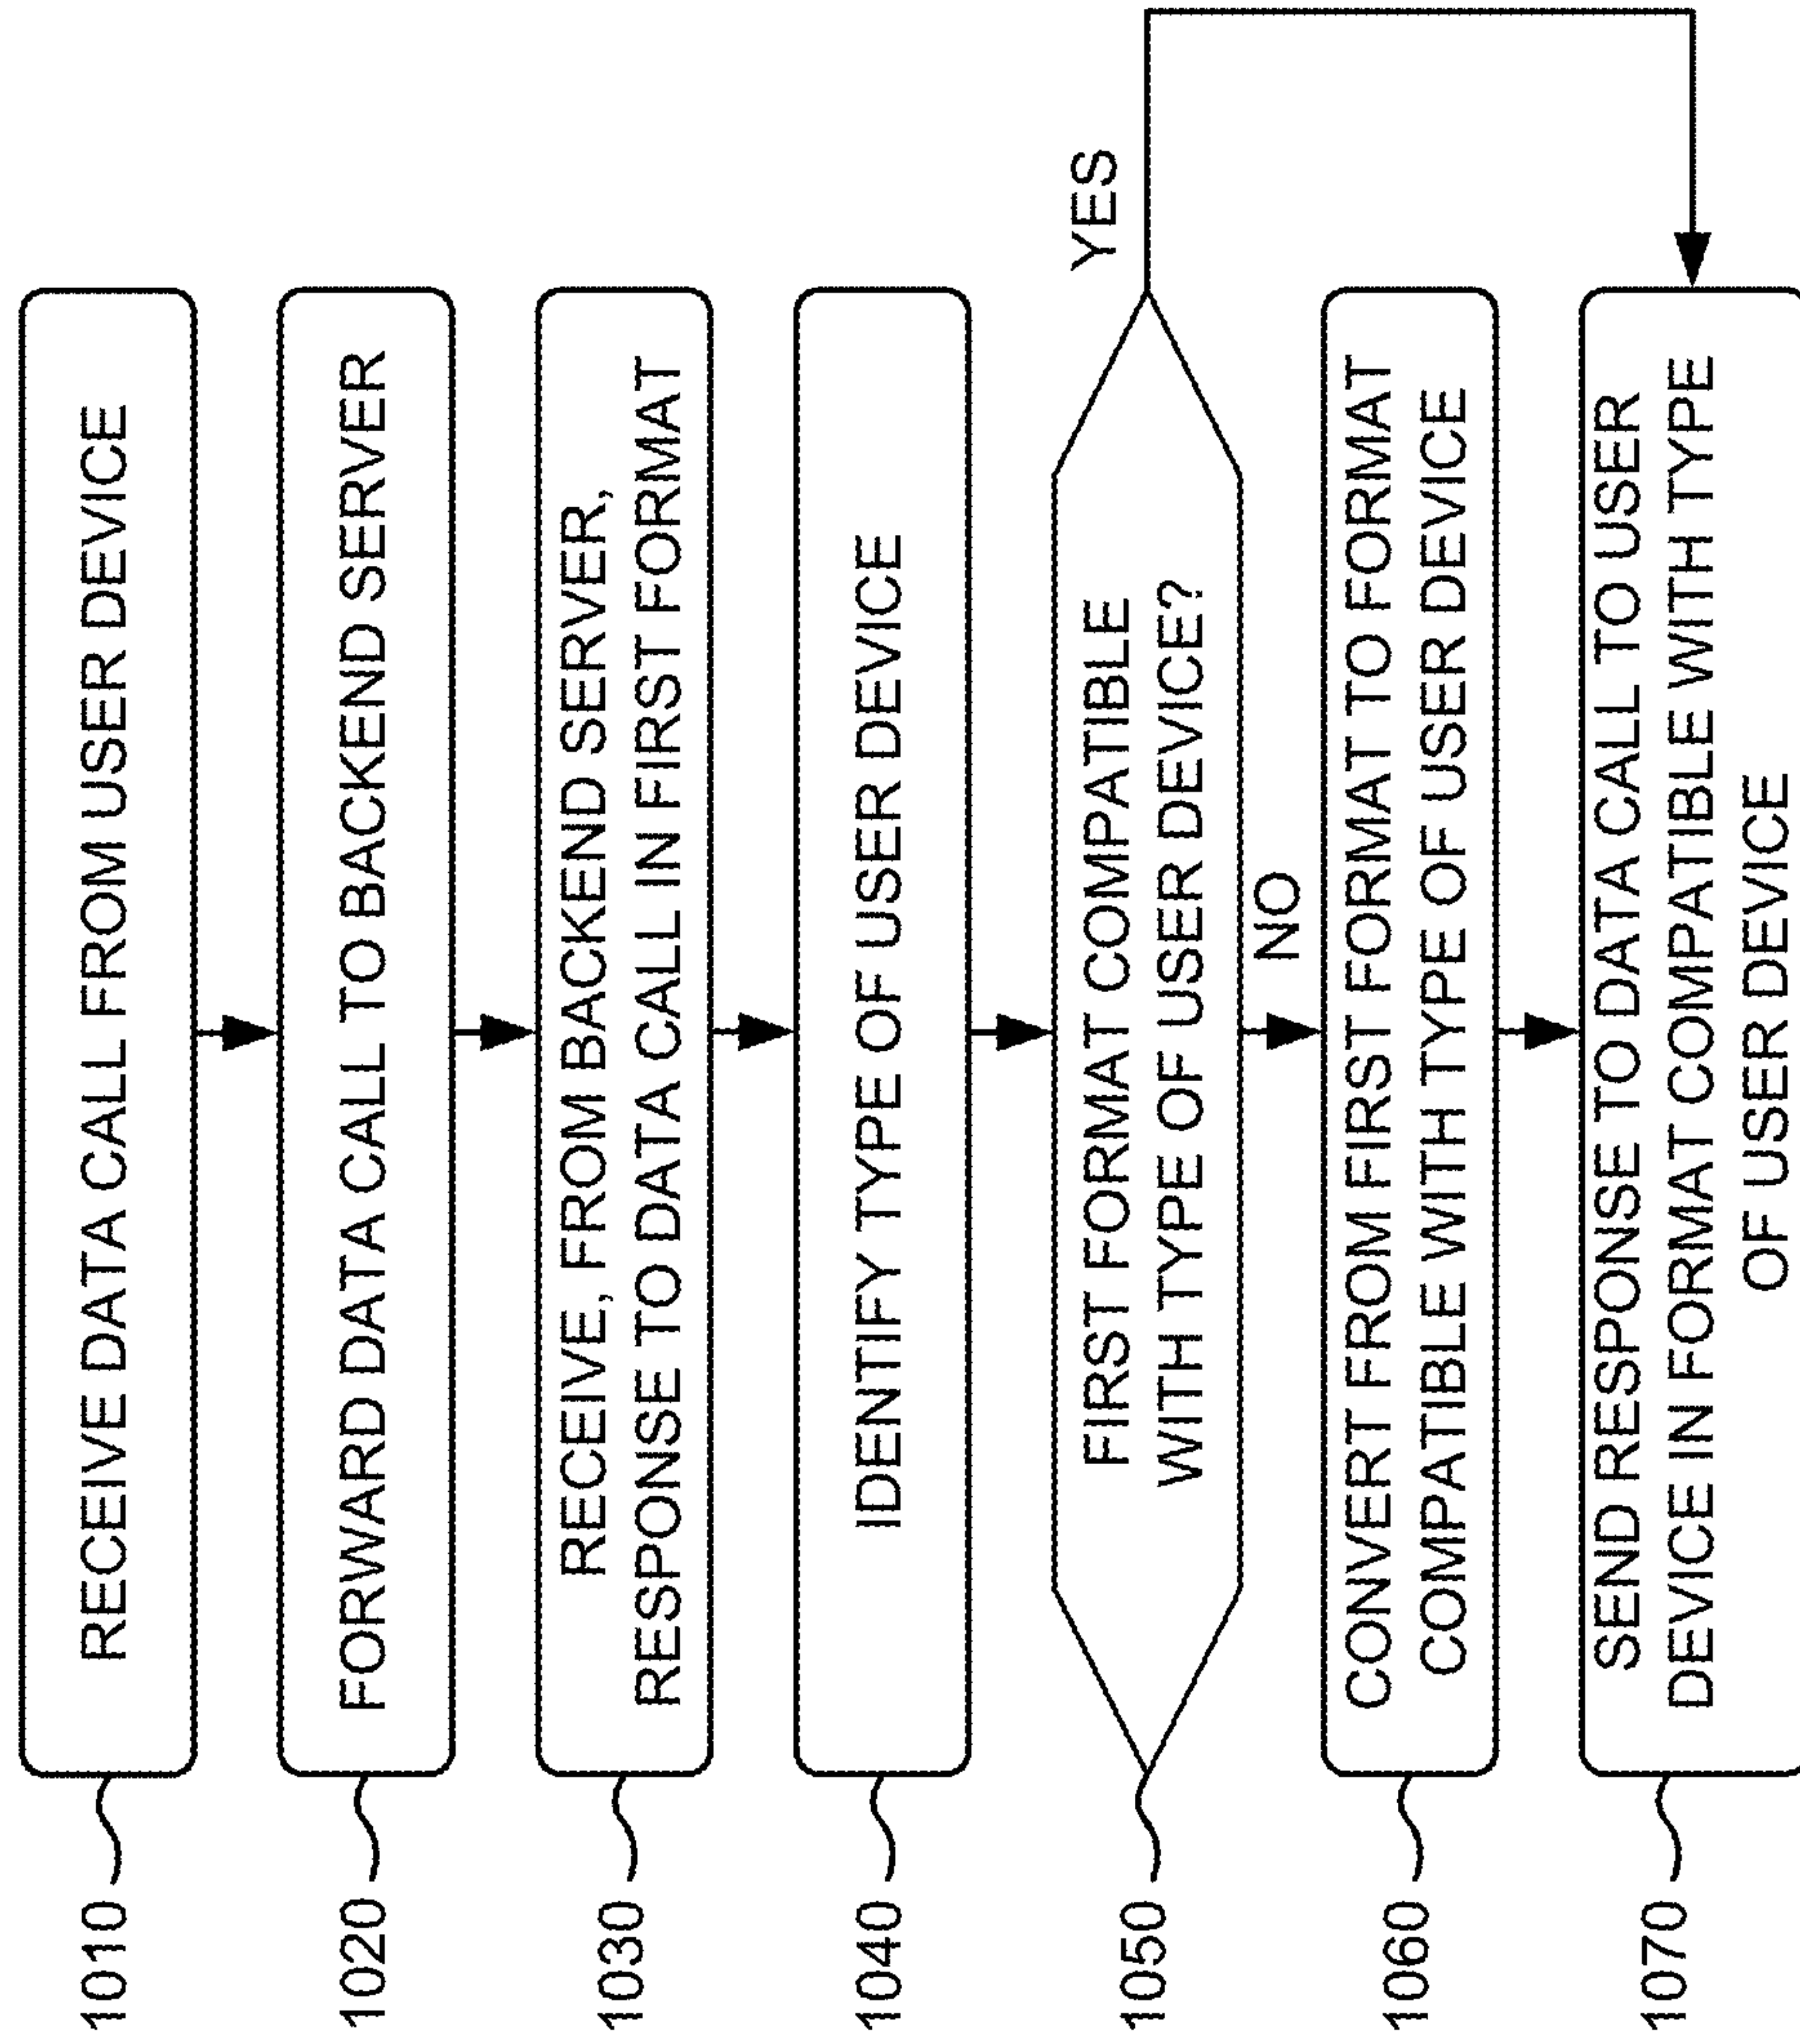 1010
RECEIVE DATA CALL FROM USER DEVICE
1020
FORWARD DATA CALL TO BACKEND SERVER
1030
RECEIVE, FROM BACKEND SERVER,
RESPONSE TO DATA CALL IN FIRST FORMAT
1040
IDENTIFY TYPE OF USER DEVICE
1050
FIRST FORMAT COMPATIBLE
WITH TYPE OF USER DEVICE?
YES
NO
1060
CONVERT FROM FIRST FORMAT TO FORMAT
COMPATIBLE WITH TYPE OF USER DEVICE
1070
SEND RESPONSE TO DATA CALL TO USER
DEVICE IN FORMAT COMPATIBLE WITH TYPE
OF USER DEVICE